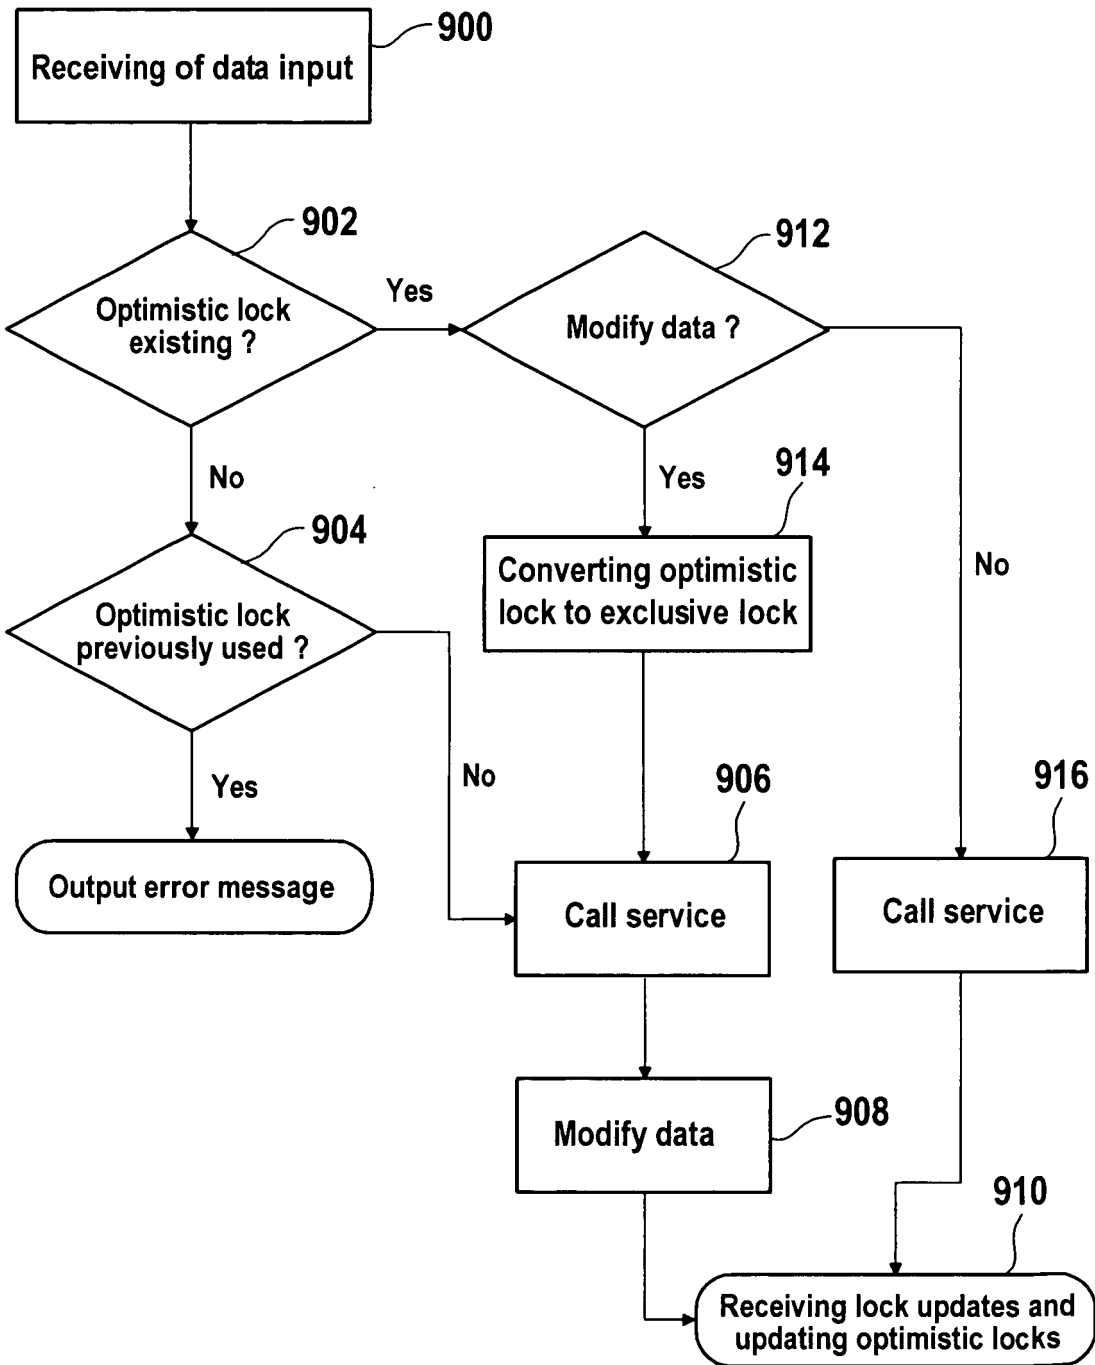 900
Receiving of data input
902
Optimistic lock
existing ?
Yes
912
Modify data ?
No
Yes
914
904
Optimistic lock
previously used ?
Converting optimistic
lock to exclusive lock
No
Yes
No
906
916
Output error message
Call service
Call service
Modify data
908
910
Receiving lock updates and
updating optimistic locks